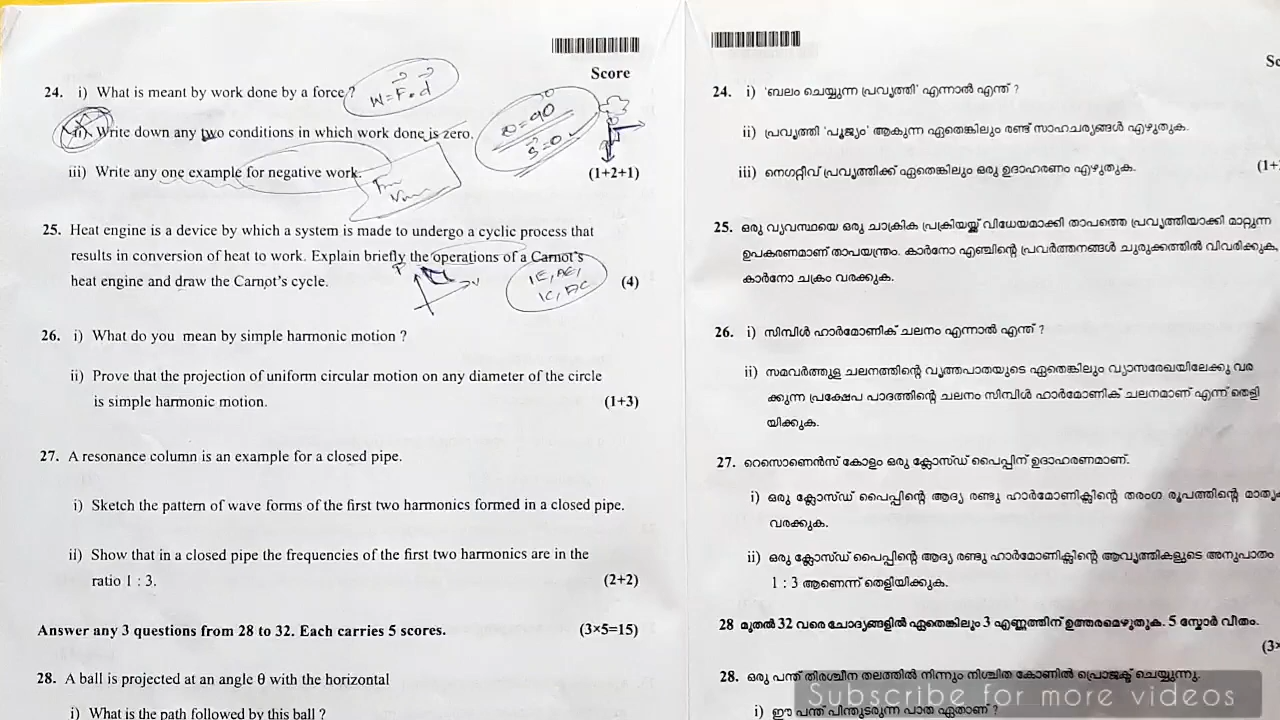 Score
24. i) What is meant by work done by a force ?
W = F . d
ii) Write down any two conditions in which work done is zero.
θ = 90
S = 0
iii) Write any one example for negative work.
(1+2+1)
25. Heat engine is a device by which a system is made to undergo a cyclic process that
results in conversion of heat to work. Explain briefly the operations of a Carnot's
heat engine and draw the Carnot's cycle.
(4)
P
V
IE, AE,
IC, AC
26. i) What do you mean by simple harmonic motion ?
ii) Prove that the projection of uniform circular motion on any diameter of the circle
is simple harmonic motion.
(1+3)
27. A resonance column is an example for a closed pipe.
i) Sketch the pattern of wave forms of the first two harmonics formed in a closed pipe.
ii) Show that in a closed pipe the frequencies of the first two harmonics are in the
ratio 1 : 3.
(2+2)
Answer any 3 questions from 28 to 32. Each carries 5 scores.
(3×5=15)
28. A ball is projected at an angle θ with the horizontal
i) What is the path followed by this ball ?
Sc
24. i) 'ബലം ചെയ്യുന്ന പ്രവൃത്തി' എന്നാൽ എന്ത് ?
ii) പ്രവൃത്തി 'പൂജ്യം' ആകുന്ന ഏതെങ്കിലും രണ്ട് സാഹചര്യങ്ങൾ എഴുതുക.
iii) നെഗറ്റീവ് പ്രവൃത്തിക്ക് ഏതെങ്കിലും ഒരു ഉദാഹരണം എഴുതുക.
(1+
25. ഒരു വ്യവസ്ഥയെ ഒരു ചാക്രിക പ്രക്രിയയ്ക്ക് വിധേയമാക്കി താപത്തെ പ്രവൃത്തിയാക്കി മാറ്റുന്ന
ഉപകരണമാണ് താപയന്ത്രം. കാർനോ എഞ്ചിന്റെ പ്രവർത്തനങ്ങൾ ചുരുക്കത്തിൽ വിവരിക്കുക,
കാർനോ ചക്രം വരക്കുക.
26. i) സിമ്പിൾ ഹാർമോണിക് ചലനം എന്നാൽ എന്ത് ?
ii) സമവർത്തുള ചലനത്തിന്റെ വൃത്തപാതയുടെ ഏതെങ്കിലും വ്യാസരേഖയിലേക്കു വര
ക്കുന്ന പ്രക്ഷേപ പാദത്തിന്റെ ചലനം സിമ്പിൾ ഹാർമോണിക് ചലനമാണ് എന്ന് തെളി
യിക്കുക.
27. റെസൊണെൻസ് കോളം ഒരു ക്ലോസ്ഡ് പൈപ്പിന് ഉദാഹരണമാണ്.
i) ഒരു ക്ലോസ്ഡ് പൈപ്പിന്റെ ആദ്യ രണ്ടു ഹാർമോണിക്സിന്റെ തരംഗ രൂപത്തിന്റെ മാതൃക
വരക്കുക.
ii) ഒരു ക്ലോസ്ഡ് പൈപ്പിന്റെ ആദ്യ രണ്ടു ഹാർമോണിക്സിന്റെ ആവൃത്തികളുടെ അനുപാതം
1 : 3 ആണെന്ന് തെളിയിക്കുക.
28 മുതൽ 32 വരെ ചോദ്യങ്ങളിൽ ഏതെങ്കിലും 3 എണ്ണത്തിന് ഉത്തരമെഴുതുക. 5 സ്കോർ വീതം.
(3×
28. ഒരു പന്ത് തിരശ്ചീന തലത്തിൽ നിന്നും നിശ്ചിത കോണിൽ പ്രൊജക്റ്റ് ചെയ്യുന്നു.
i) ഈ പന്ത് പിന്തുടരുന്ന പാത ഏതാണ് ?
Subscribe for more videos